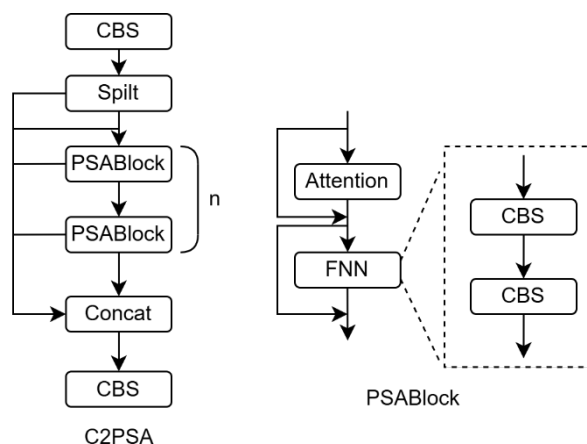 CBS
Spilt
PSABlock
n
PSABlock
Concat
CBS
C2PSA
Attention
FNN
CBS
CBS
PSABlock